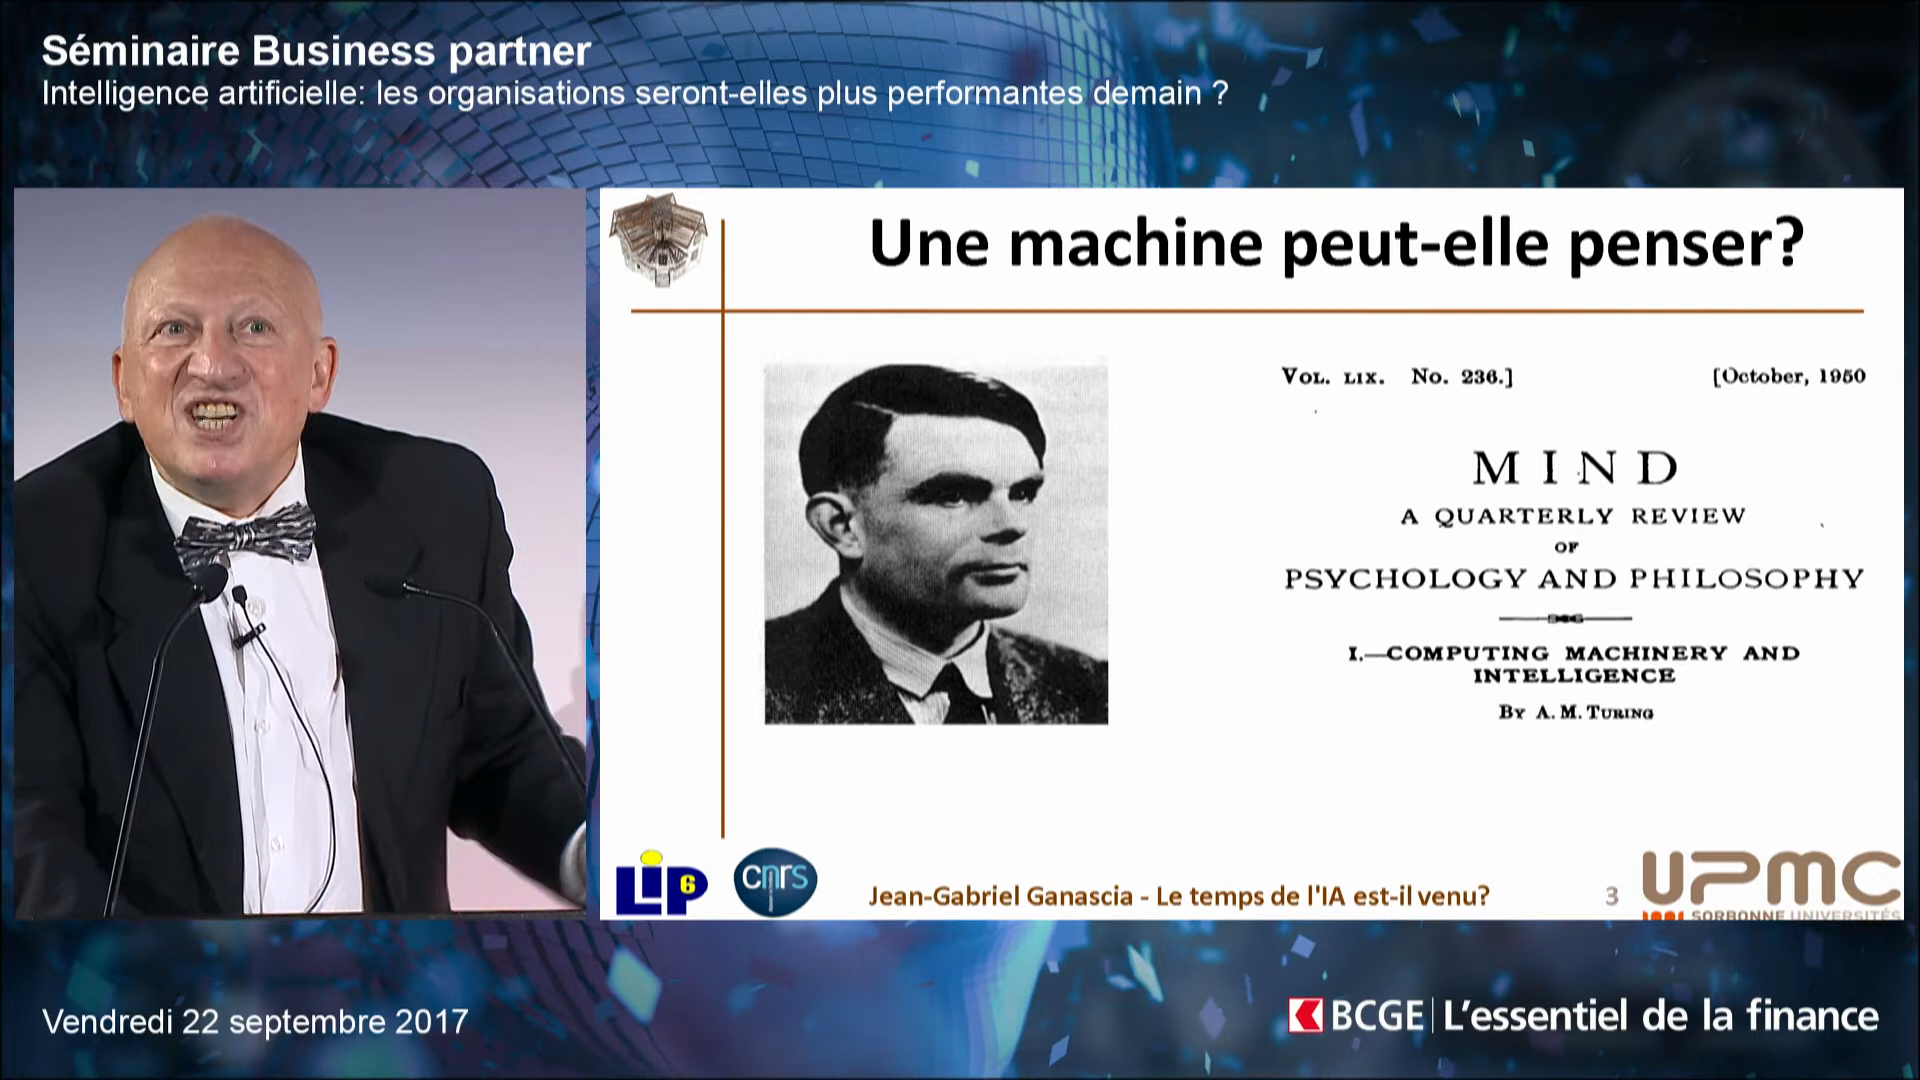 Séminaire Business partner
Intelligence artificielle: les organisations seront-elles plus performantes demain ?
Une machine peut-elle penser?
Vol. LIX. No. 236.]
[October, 1950
MIND
A QUARTERLY REVIEW
OF
PSYCHOLOGY AND PHILOSOPHY
I.—COMPUTING MACHINERY AND
INTELLIGENCE
By A. M. Turing
LIP6
cnrs
Jean-Gabriel Ganascia - Le temps de l'IA est-il venu?
3
UPMC
SORBONNE UNIVERSITÉS
Vendredi 22 septembre 2017
BCGE | L'essentiel de la finance